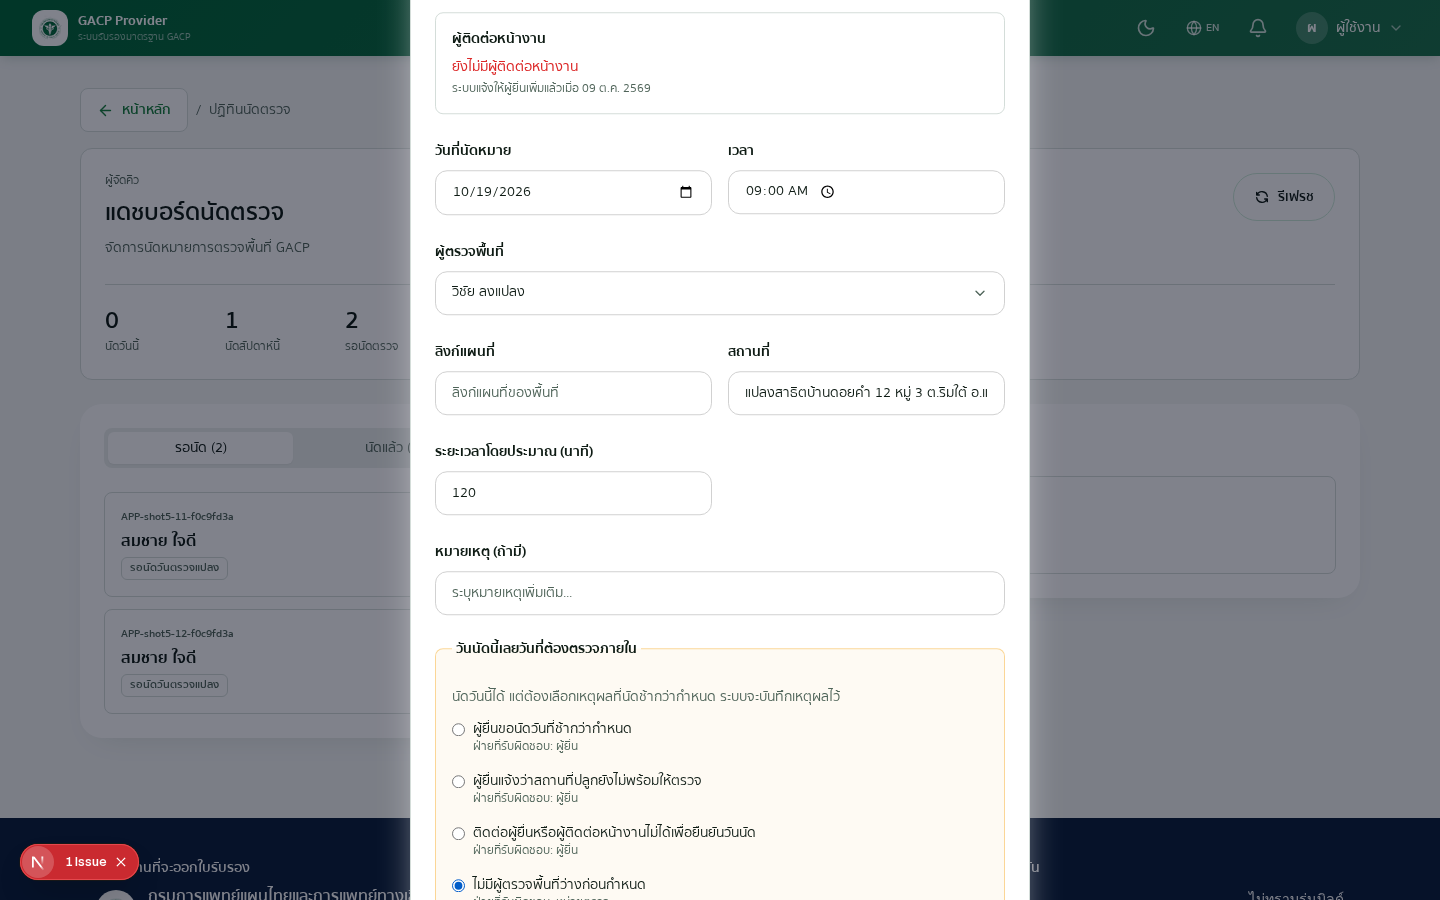 GACP Provider
ระบบรับรองมาตรฐาน GACP
EN
ผ
ผู้ใช้งาน
หน้าหลัก / ปฏิทินนัดตรวจ
ผู้จัดคิว
แดชบอร์ดนัดตรวจ
จัดการนัดหมายการตรวจพื้นที่ GACP
รีเฟรช
0
นัดวันนี้
1
นัดสัปดาห์นี้
2
รอนัดตรวจ
รอนัด (2)
นัดแล้ว (
APP-shot5-11-f0c9fd3a
สมชาย ใจดี
รอนัดวันตรวจแปลง
APP-shot5-12-f0c9fd3a
สมชาย ใจดี
รอนัดวันตรวจแปลง
ผู้ติดต่อหน้างาน
ยังไม่มีผู้ติดต่อหน้างาน
ระบบแจ้งให้ผู้ยื่นเพิ่มแล้วเมื่อ 09 ต.ค. 2569
วันที่นัดหมาย
เวลา
10/19/2026
09:00 AM
ผู้ตรวจพื้นที่
วิชัย ลงแปลง
ลิงก์แผนที่
สถานที่
ลิงก์แผนที่ของพื้นที่
แปลงสาธิตบ้านดอยคำ 12 หมู่ 3 ต.ริมใต้ อ.แ
ระยะเวลาโดยประมาณ (นาที)
120
หมายเหตุ (ถ้ามี)
ระบุหมายเหตุเพิ่มเติม...
วันนัดนี้เลยวันที่ต้องตรวจภายใน
นัดวันนี้ได้ แต่ต้องเลือกเหตุผลที่นัดช้ากว่ากำหนด ระบบจะบันทึกเหตุผลไว้
ผู้ยื่นขอนัดวันที่ช้ากว่ากำหนด
ฝ่ายที่รับผิดชอบ: ผู้ยื่น
ผู้ยื่นแจ้งว่าสถานที่ปลูกยังไม่พร้อมให้ตรวจ
ฝ่ายที่รับผิดชอบ: ผู้ยื่น
ติดต่อผู้ยื่นหรือผู้ติดต่อหน้างานไม่ได้เพื่อยืนยันวันนัด
ฝ่ายที่รับผิดชอบ: ผู้ยื่น
ไม่มีผู้ตรวจพื้นที่ว่างก่อนกำหนด
1 Issue
านที่จะออกใบรับรอง